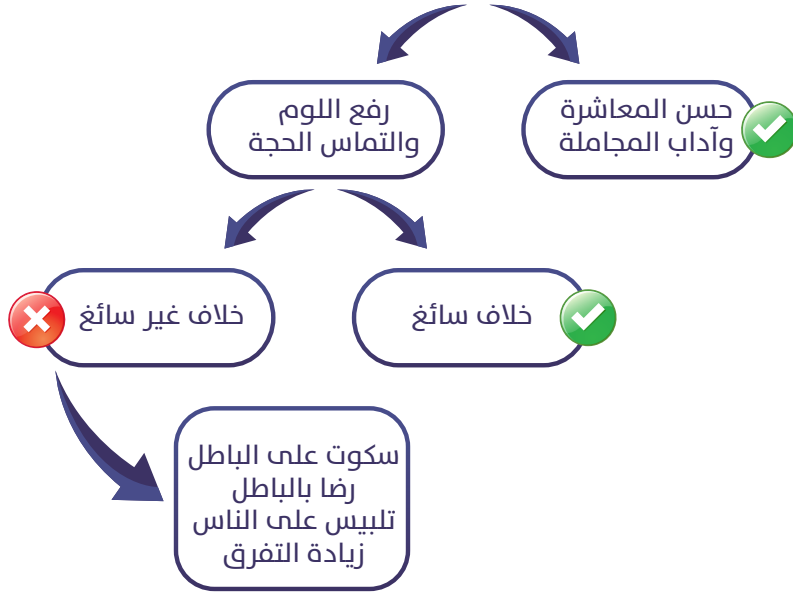 حسن المعاشرة
وآداب المجاملة
رفع اللوم
والتماس الحجة
خلاف سائغ
خلاف غير سائغ
سكوت على الباطل
رضا بالباطل
تلبيس على الناس
زيادة التفرق